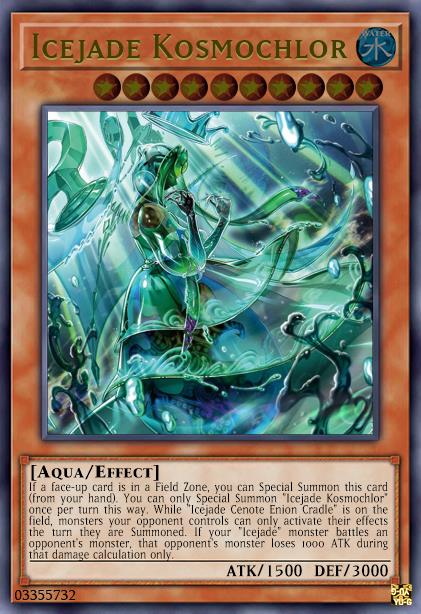 ICEJADE KOSMOCHLOR
WATER
水
[AQUA/EFFECT]
If a face-up card is in a Field Zone, you can Special Summon this card
(from your hand). You can only Special Summon "Icejade Kosmochlor"
once per turn this way. While "Icejade Cenote Enion Cradle" is on the
field, monsters your opponent controls can only activate their effects
the turn they are Summoned. If your "Icejade" monster battles an
opponent's monster, that opponent's monster loses 1000 ATK during
that damage calculation only.
ATK/1500 DEF/3000
03355732